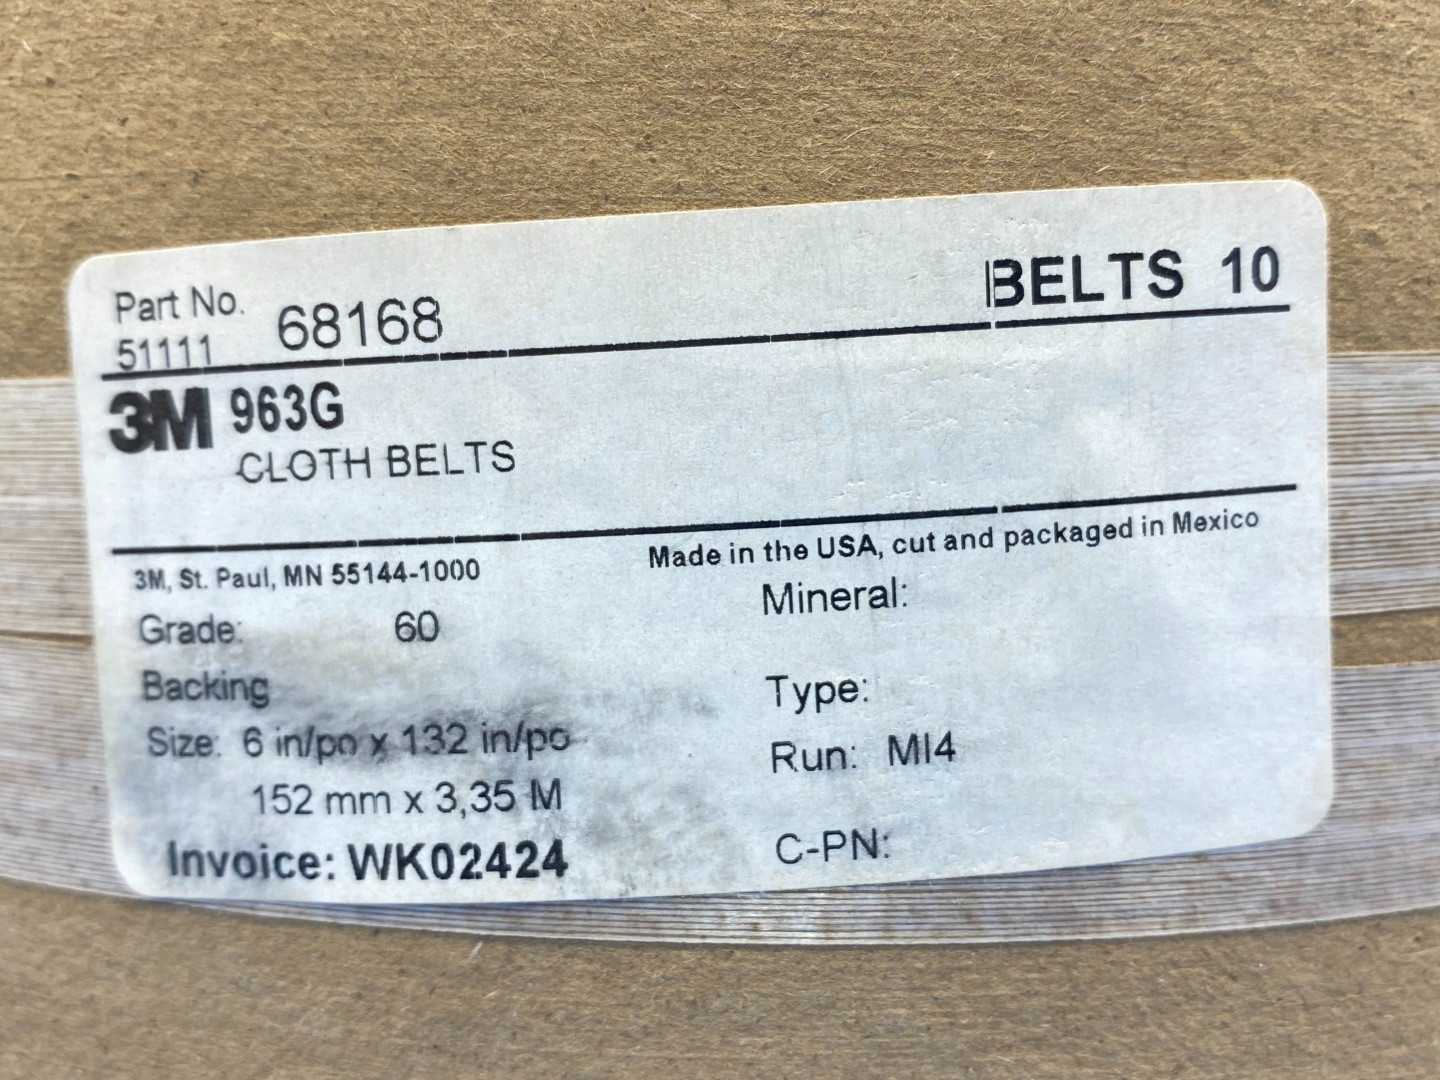 Part No. 68168 BELTS 10
51111
3M 963G
CLOTH BELTS
3M, St. Paul, MN 55144-1000 Made in the USA, cut and packaged in Mexico
Grade: 60 Mineral:
Backing Type:
Size: 6 in/po x 132 in/po Run: MI4
152 mm x 3,35 M
Invoice: WK02424 C-PN: